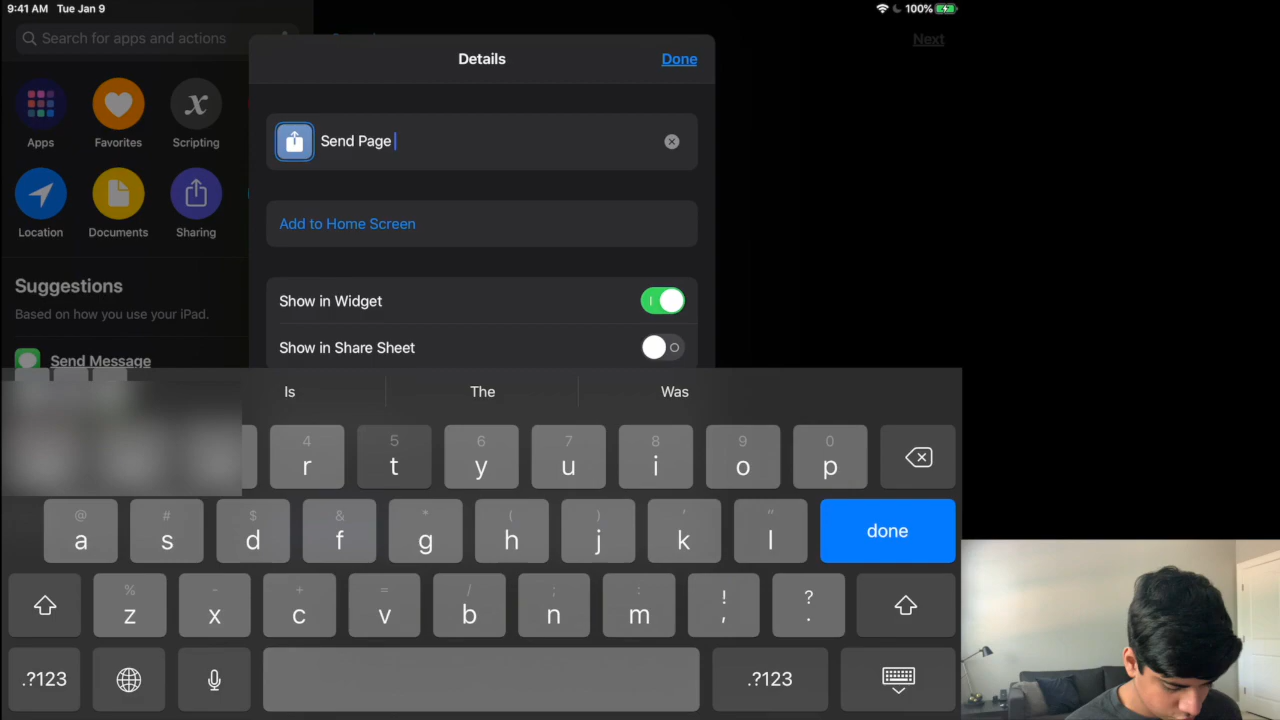 9:41 AM Tue Jan 9
100%
Search for apps and actions
Next
Details
Done
Apps
Favorites
Scripting
Send Page
Location
Documents
Sharing
Add to Home Screen
Suggestions
Based on how you use your iPad.
Show in Widget
Send Message
Show in Share Sheet
Is
The
Was
4 5 6 7 8 9 0
r t y u i o p
@ # $ & * ( ) ' "
a s d f g h j k l
done
% - + = / ; : ! ?
z x c v b n m , .
.?123
.?123